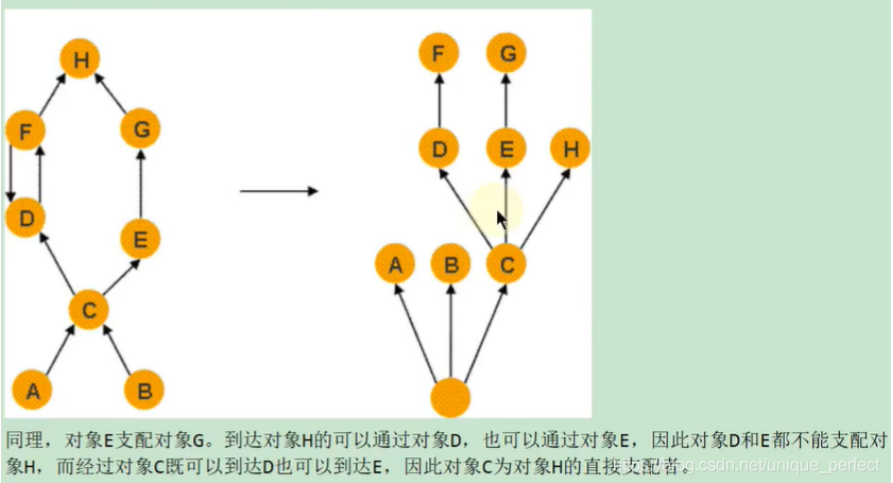 H
F G
F
G
D
E
H
D
E
A
B
C
C
A
B
同理，对象E支配对象G。到达对象H的可以通过对象D，也可以通过对象E，因此对象D和E都不能支配对
象H，而经过对象C既可以到达D也可以到达E，因此对象C为对象H的直接支配者。
csdn.net/unique_perfect